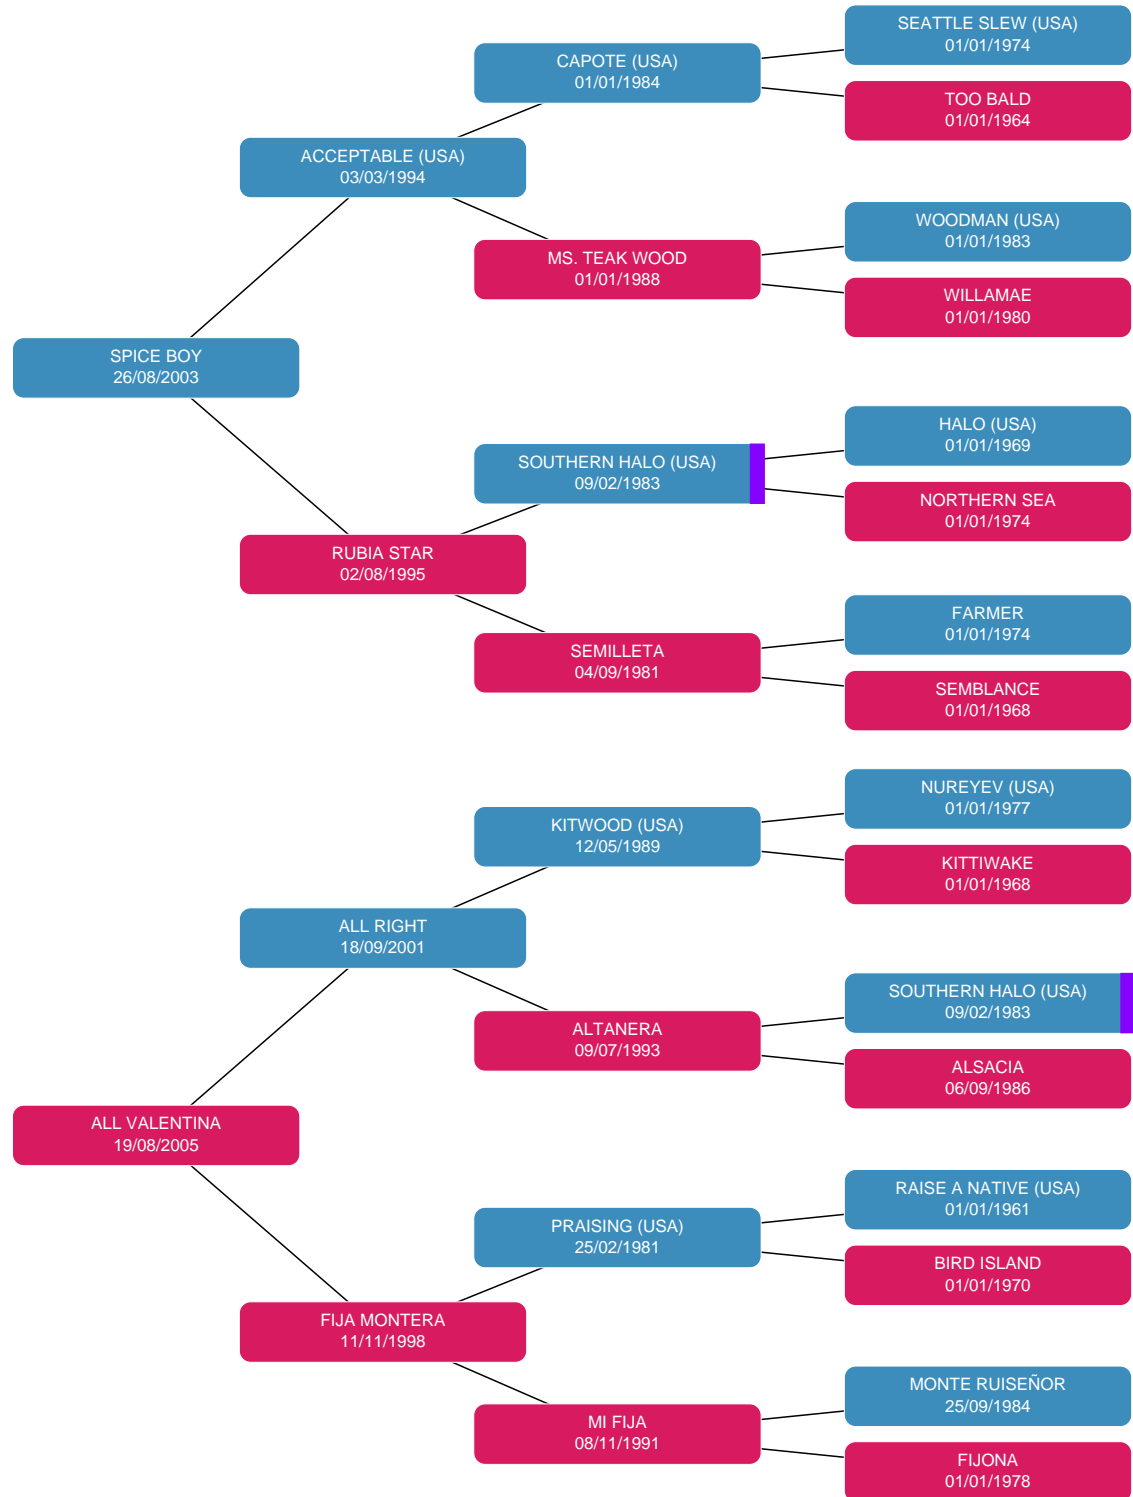 SEATTLE SLEW (USA)
01/01/1974
CAPOTE (USA)
01/01/1984
TOO BALD
01/01/1964
ACCEPTABLE (USA)
03/03/1994
WOODMAN (USA)
01/01/1983
MS. TEAK WOOD
01/01/1988
WILLAMAE
01/01/1980
SPICE BOY
26/08/2003
HALO (USA)
01/01/1969
SOUTHERN HALO (USA)
09/02/1983
NORTHERN SEA
01/01/1974
RUBIA STAR
02/08/1995
FARMER
01/01/1974
SEMILLETA
04/09/1981
SEMBLANCE
01/01/1968
NUREYEV (USA)
01/01/1977
KITWOOD (USA)
12/05/1989
KITTIWAKE
01/01/1968
ALL RIGHT
18/09/2001
SOUTHERN HALO (USA)
09/02/1983
ALTANERA
09/07/1993
ALSACIA
06/09/1986
ALL VALENTINA
19/08/2005
RAISE A NATIVE (USA)
01/01/1961
PRAISING (USA)
25/02/1981
BIRD ISLAND
01/01/1970
FIJA MONTERA
11/11/1998
MONTE RUISEÑOR
25/09/1984
MI FIJA
08/11/1991
FIJONA
01/01/1978